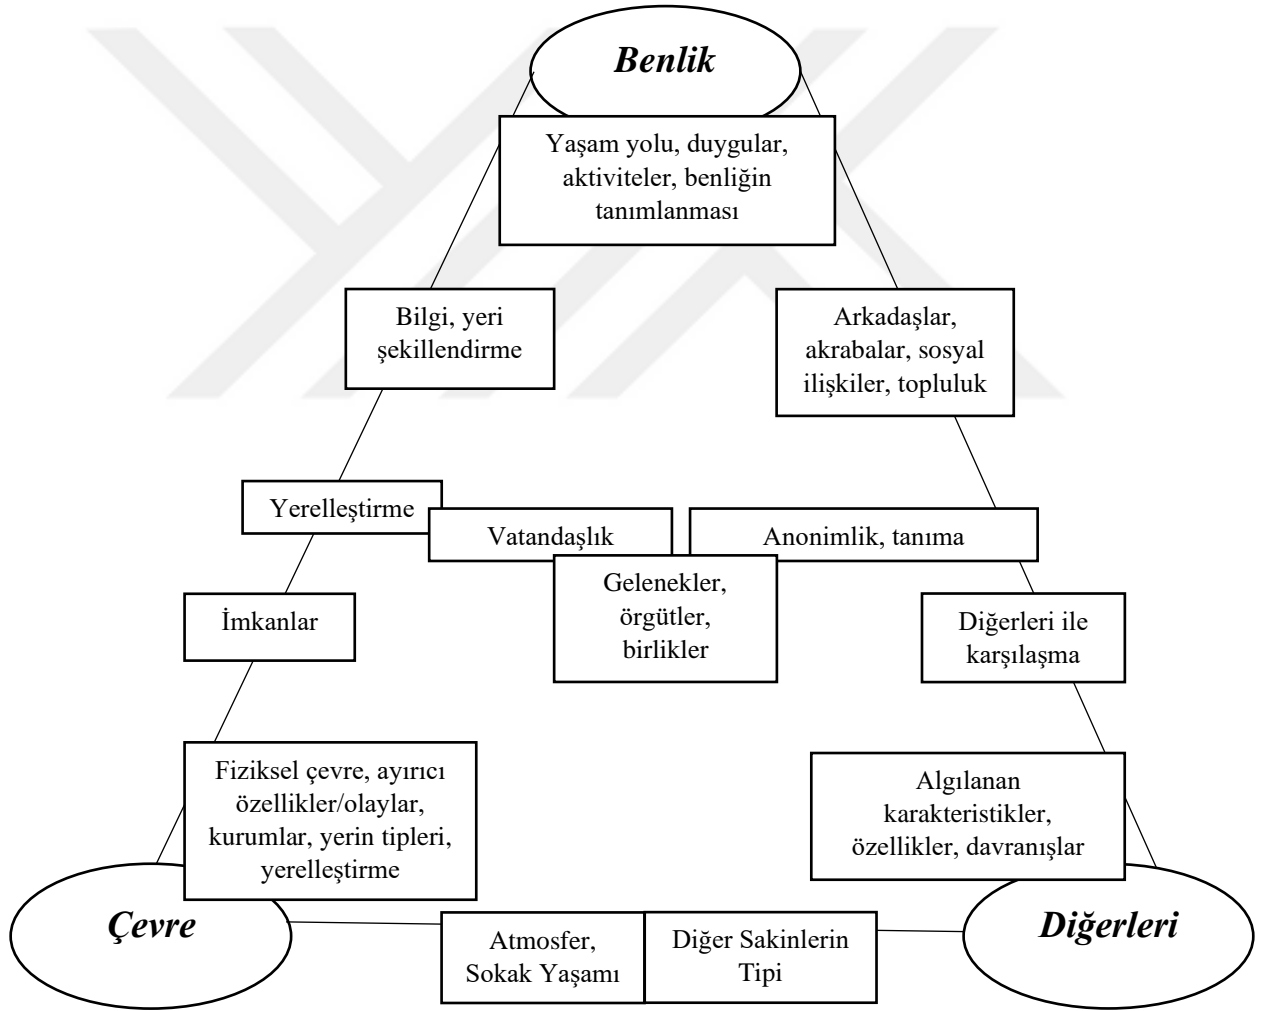 Benlik
Yaşam yolu, duygular,
aktiviteler, benliğin
tanımlanması
Bilgi, yeri
şekillendirme
Arkadaşlar,
akrabalar, sosyal
ilişkiler, topluluk
Yerelleştirme
Vatandaşlık
Anonimlik, tanıma
Gelenekler,
örgütler,
birlikler
İmkanlar
Diğerleri ile
karşılaşma
Fiziksel çevre, ayırıcı
özellikler/olaylar,
kurumlar, yerin tipleri,
yerelleştirme
Algılanan
karakteristikler,
özellikler, davranışlar
Çevre
Atmosfer,
Sokak Yaşamı
Diğer Sakinlerin
Tipi
Diğerleri